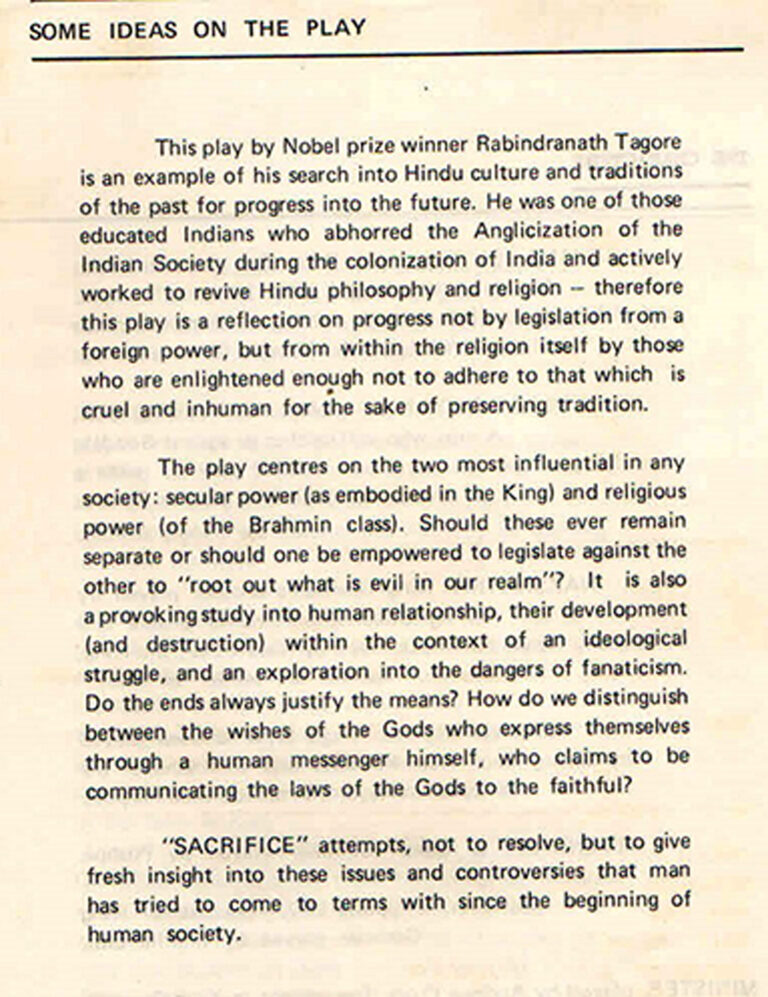 SOME IDEAS ON THE PLAY
This play by Nobel prize winner Rabindranath Tagore
is an example of his search into Hindu culture and traditions
of the past for progress into the future. He was one of those
educated Indians who abhorred the Anglicization of the
Indian Society during the colonization of India and actively
worked to revive Hindu philosophy and religion – therefore
this play is a reflection on progress not by legislation from a
foreign power, but from within the religion itself by those
who are enlightened enough not to adhere to that which is
cruel and inhuman for the sake of preserving tradition.
The play centres on the two most influential in any
society: secular power (as embodied in the King) and religious
power (of the Brahmin class). Should these ever remain
separate or should one be empowered to legislate against the
other to "root out what is evil in our realm"? It is also
a provoking study into human relationship, their development
(and destruction) within the context of an ideological
struggle, and an exploration into the dangers of fanaticism.
Do the ends always justify the means? How do we distinguish
between the wishes of the Gods who express themselves
through a human messenger himself, who claims to be
communicating the laws of the Gods to the faithful?
"SACRIFICE" attempts, not to resolve, but to give
fresh insight into these issues and controversies that man
has tried to come to terms with since the beginning of
human society.